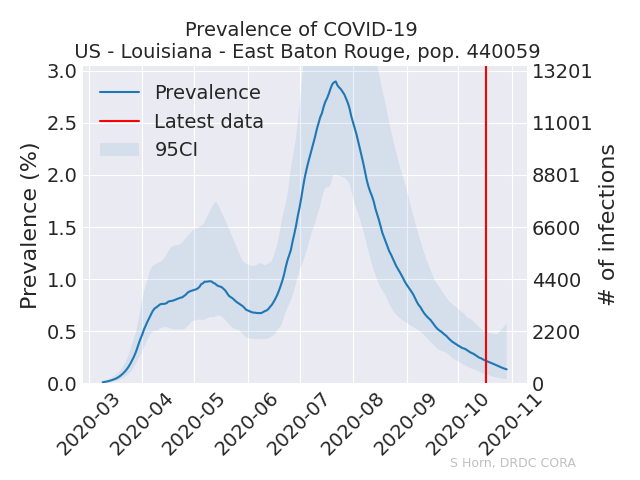 Prevalence of COVID-19
US - Louisiana - East Baton Rouge, pop. 440059
Prevalence
Latest data
95CI
Prevalence (%)
3.0
2.5
2.0
1.5
1.0
0.5
0.0
13201
11001
8801
6600
4400
2200
0
# of infections
2020-03
2020-04
2020-05
2020-06
2020-07
2020-08
2020-09
2020-10
2020-11
S Horn, DRDC CORA